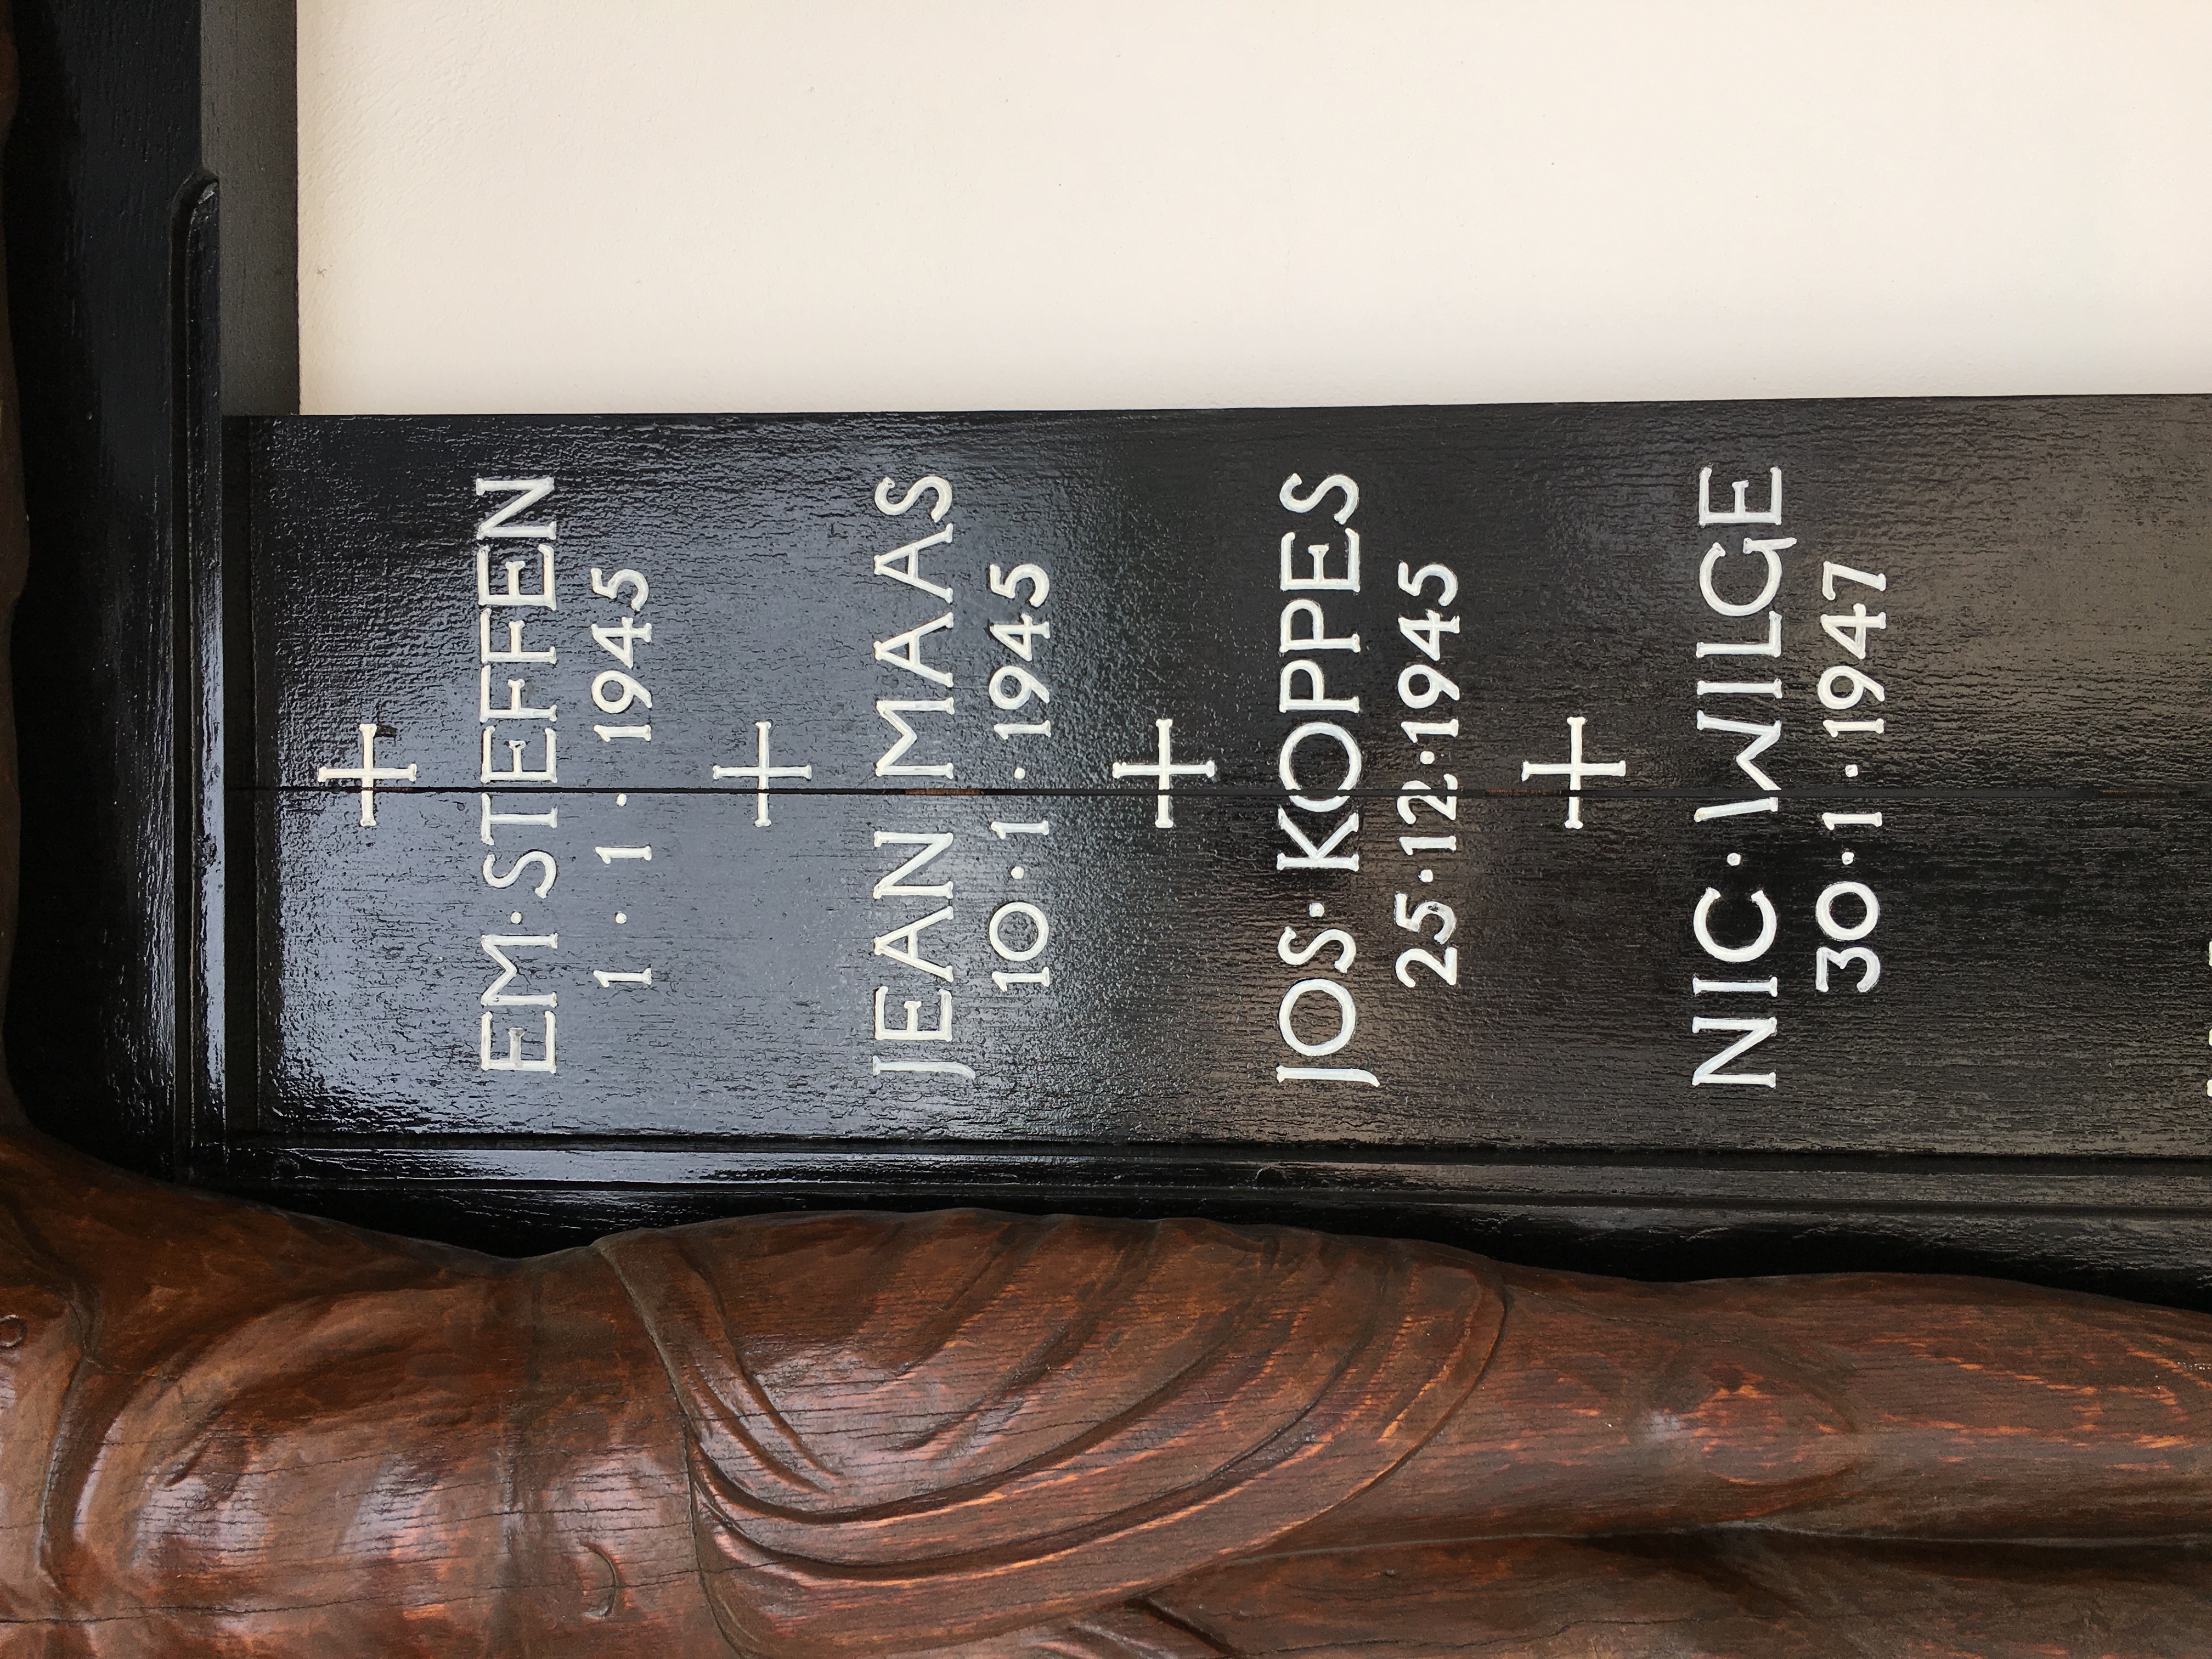 EM·STEFFEN
1·1·1945
JEAN MAAS
10·1·1945
JOS·KOPPES
25·12·1945
NIC·WILGE
30·1·1947